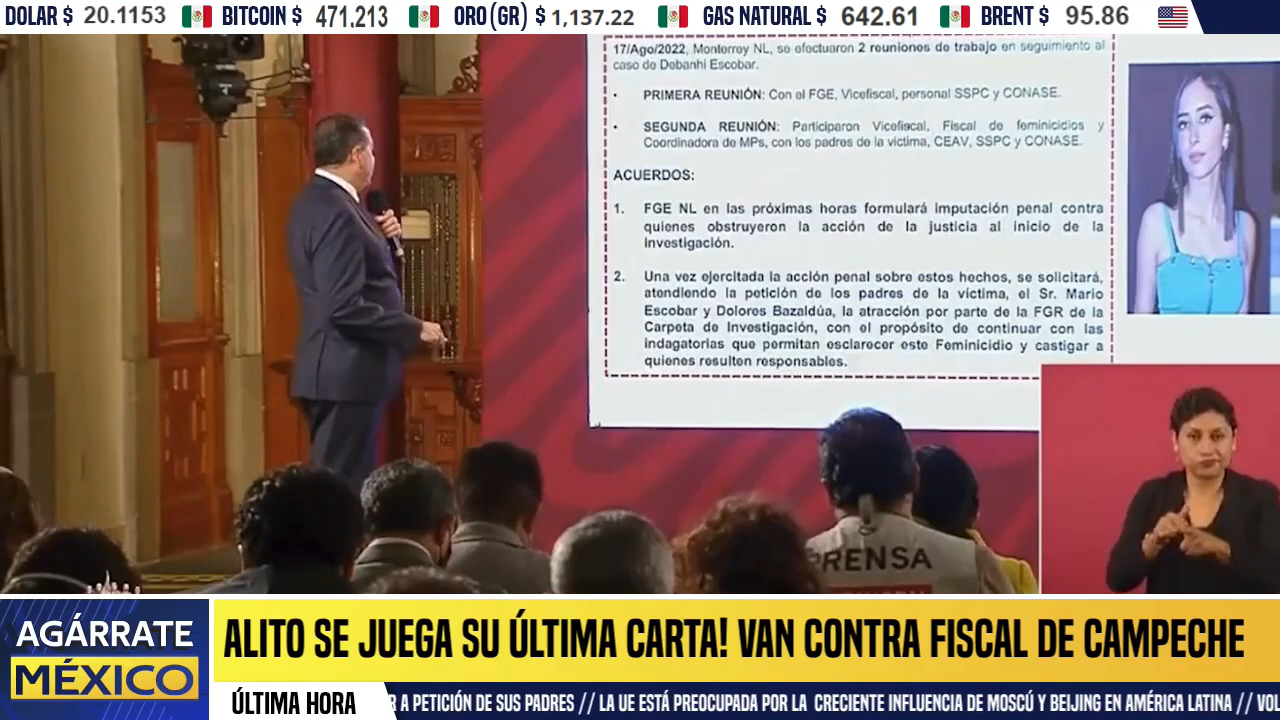 DOLAR $ 20.1153 BITCOIN $ 471,213 ORO(GR) $ 1,137.22 GAS NATURAL $ 642.61 BRENT $ 95.86
17/Ago/2022, Monterrey NL, se efectuaron 2 reuniones de trabajo en seguimiento al
caso de Debanhi Escobar.
• PRIMERA REUNIÓN: Con el FGE, Vicefiscal, personal SSPC y CONASE.
• SEGUNDA REUNIÓN: Participaron Vicefiscal, Fiscal de feminicidios y
Coordinadora de MPs, con los padres de la víctima, CEAV, SSPC y CONASE.
ACUERDOS:
1. FGE NL en las próximas horas formulará imputación penal contra
quienes obstruyeron la acción de la justicia al inicio de la
Investigación.
2. Una vez ejercitada la acción penal sobre estos hechos, se solicitará,
atendiendo la petición de los padres de la víctima, el Sr. Mario
Escobar y Dolores Bazaldúa, la atracción por parte de la FGR de
la Carpeta de Investigación, con el propósito de continuar con las
indagatorias que permitan esclarecer este Feminicidio y castigar a
quienes resulten responsables.
PRENSA
AGÁRRATE
MÉXICO
ALITO SE JUEGA SU ÚLTIMA CARTA! VAN CONTRA FISCAL DE CAMPECHE
ÚLTIMA HORA
R A PETICIÓN DE SUS PADRES // LA UE ESTÁ PREOCUPADA POR LA CRECIENTE INFLUENCIA DE MOSCÚ Y BEIJING EN AMÉRICA LATINA // VOL